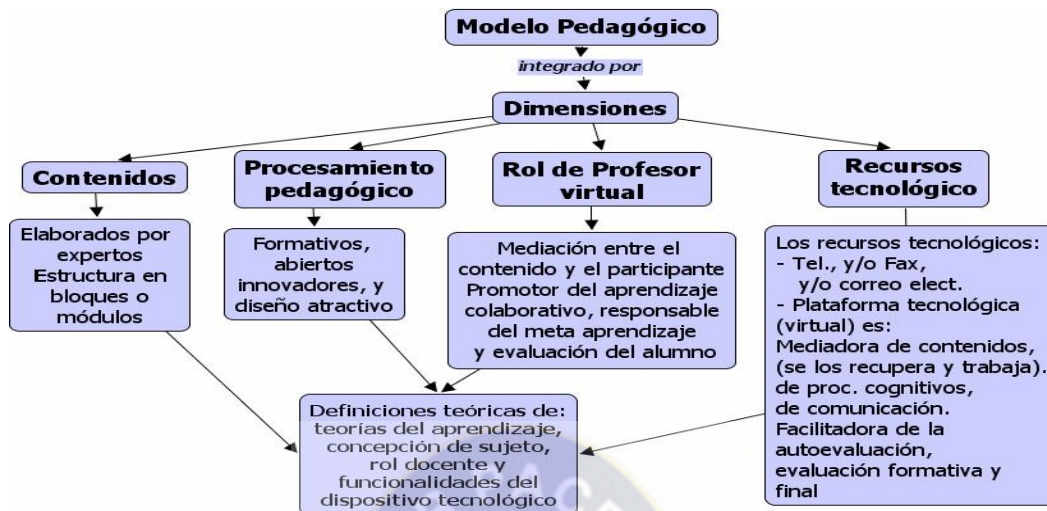 Modelo Pedagógico
integrado por
Dimensiones
Contenidos
Procesamiento
pedagógico
Rol de Profesor
virtual
Recursos
tecnológico
Elaborados por
expertos
Estructura en
bloques o
módulos
Formativos,
abiertos
innovadores, y
diseño atractivo
Mediación entre el
contenido y el participante
Promotor del aprendizaje
colaborativo, responsable
del meta aprendizaje
y evaluación del alumno
Los recursos tecnológicos:
- Tel., y/o Fax,
y/o correo elect.
- Plataforma tecnológica
(virtual) es:
Mediadora de contenidos,
(se los recupera y trabaja).
de proc. cognitivos,
de comunicación.
Facilitadora de la
autoevaluación,
evaluación formativa y
final
Definiciones teóricas de:
teorías del aprendizaje,
concepción de sujeto,
rol docente y
funcionalidades del
dispositivo tecnológico